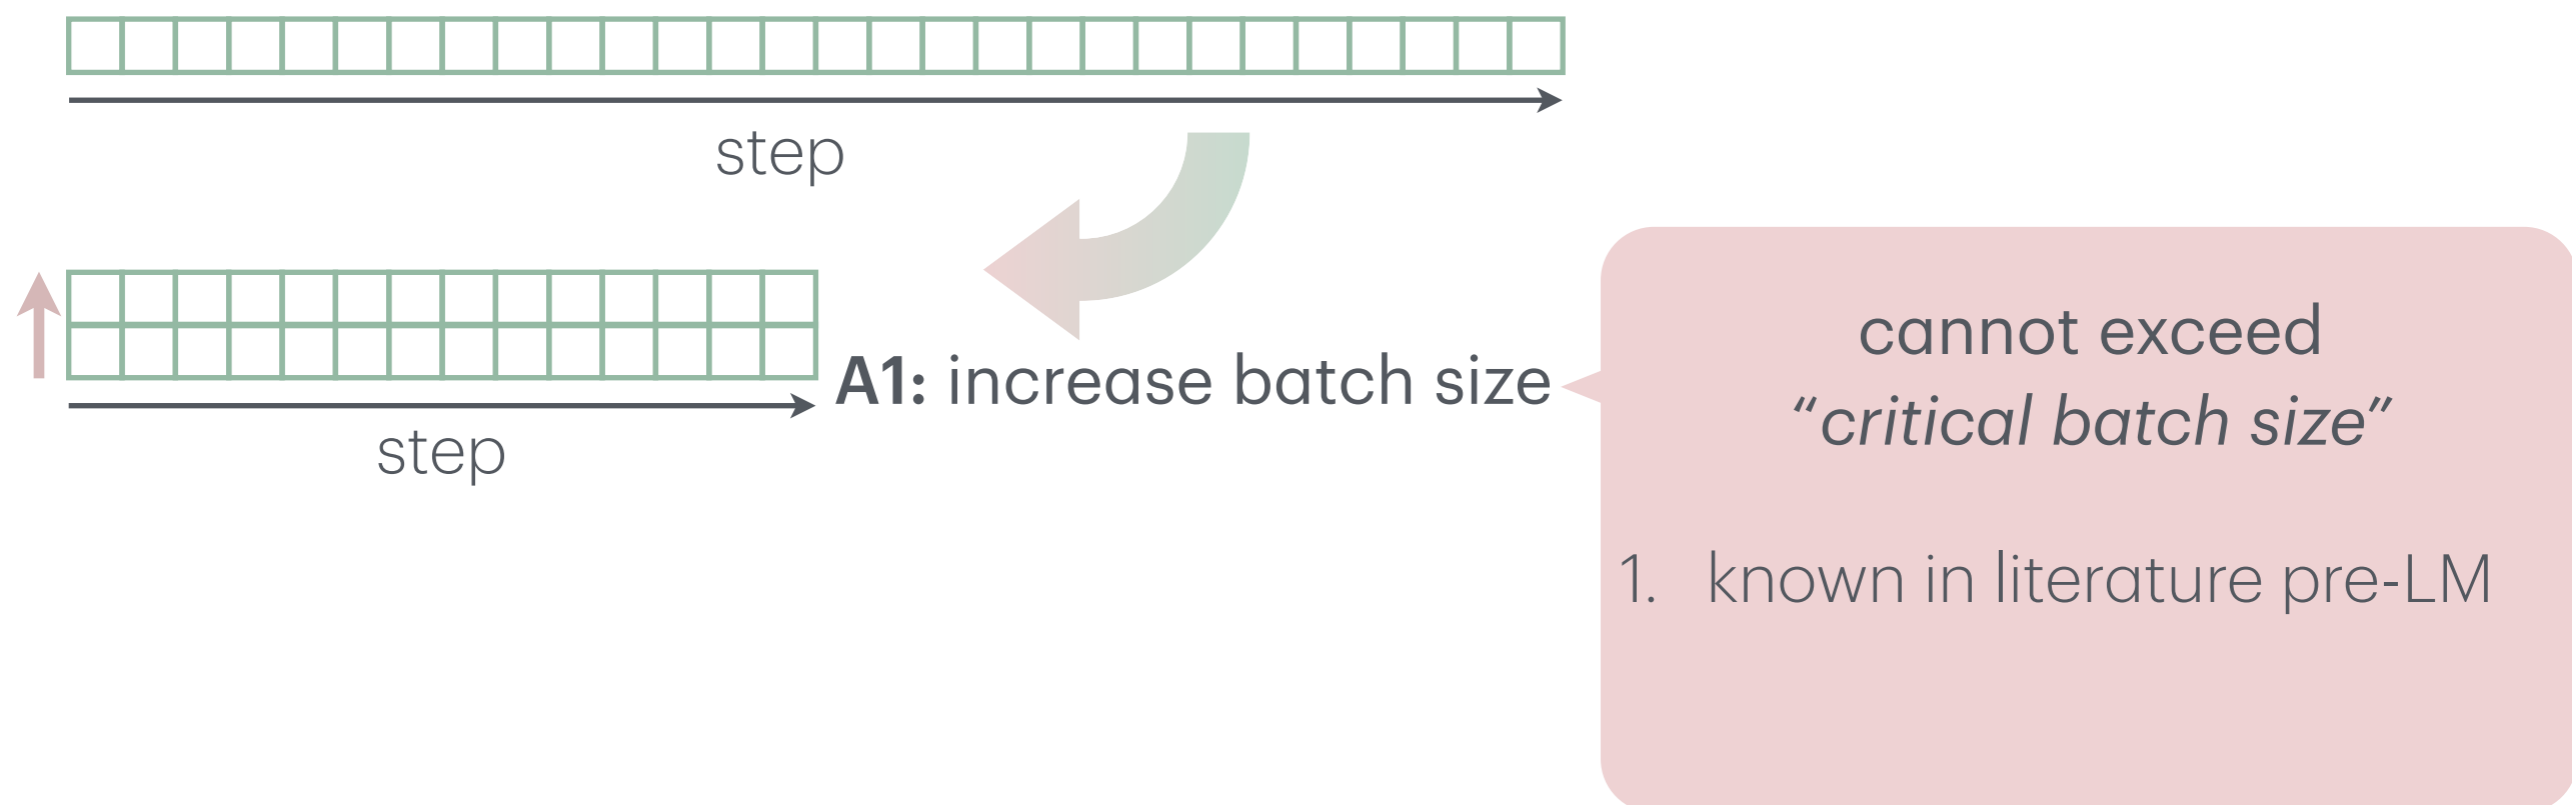 step
step
A1: increase batch size
cannot exceed
“critical batch size”
1. known in literature pre-LM